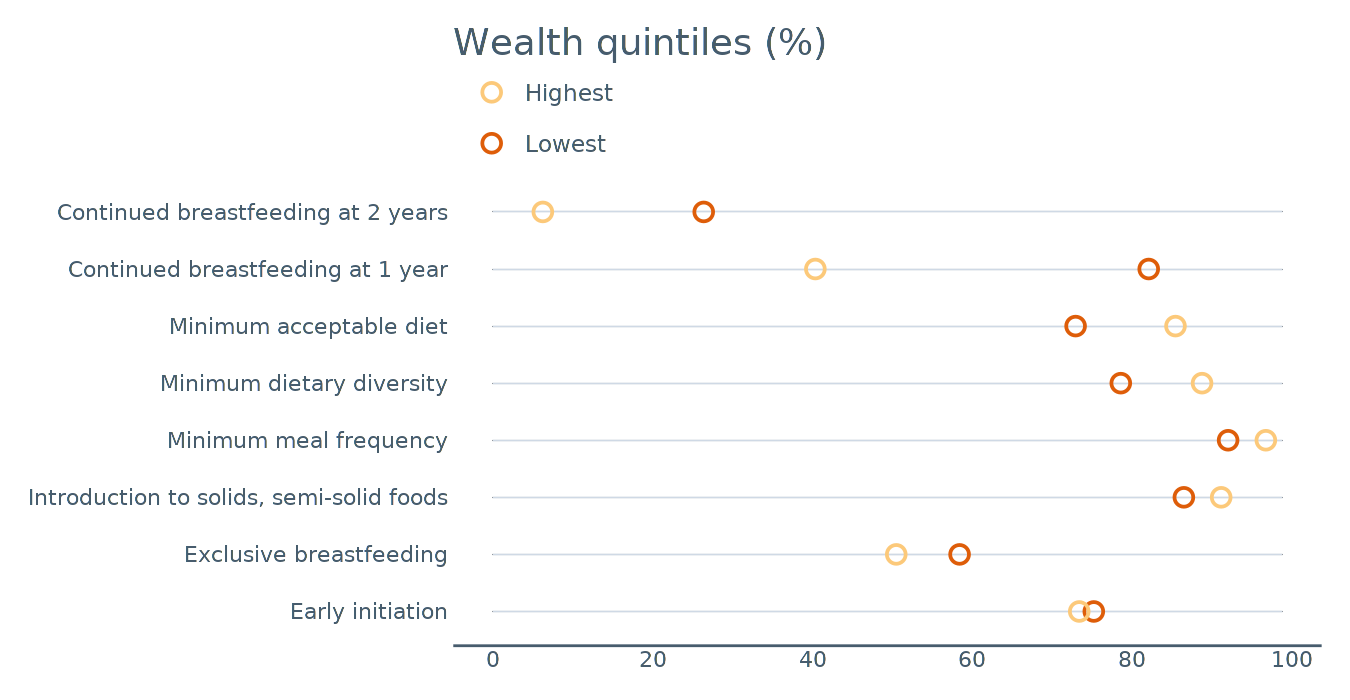 Wealth quintiles (%)
Highest
Lowest
Continued breastfeeding at 2 years
Continued breastfeeding at 1 year
Minimum acceptable diet
Minimum dietary diversity
Minimum meal frequency
Introduction to solids, semi-solid foods
Exclusive breastfeeding
Early initiation
0 20 40 60 80 100